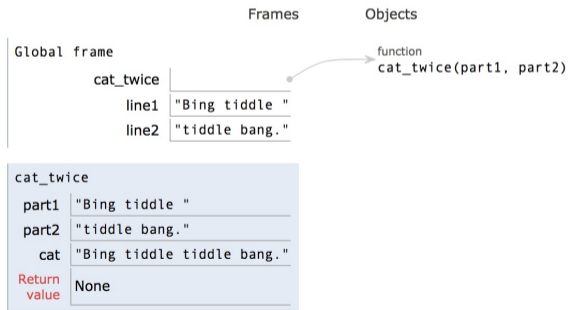 Frames Objects
Global frame
function
cat_twice
cat_twice(part1, part2)
line1 "Bing tiddle "
line2 "tiddle bang."
cat_twice
part1 "Bing tiddle "
part2 "tiddle bang."
cat "Bing tiddle tiddle bang."
Return
value
None